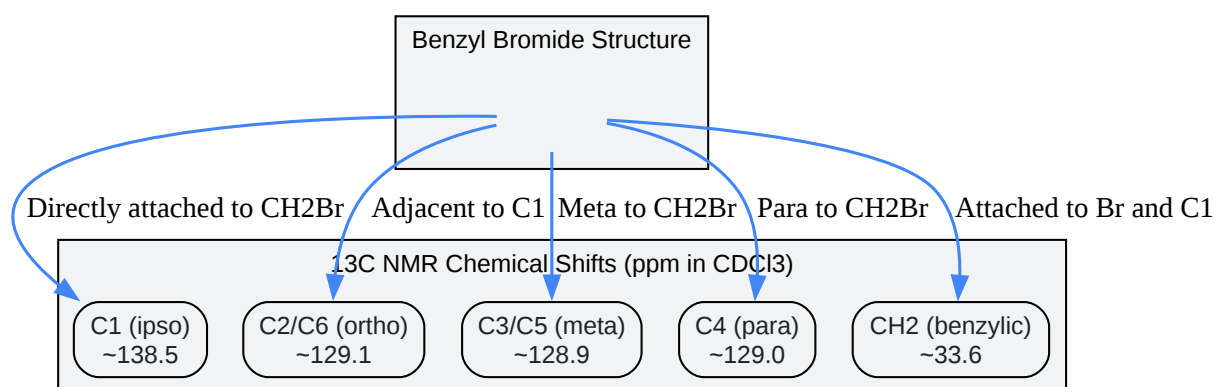 Benzyl Bromide Structure
Directly attached to CH2Br
Adjacent to C1
Meta to CH2Br
Para to CH2Br
Attached to Br and C1
13C NMR Chemical Shifts (ppm in CDCl3)
C1 (ipso)
~138.5
C2/C6 (ortho)
~129.1
C3/C5 (meta)
~128.9
C4 (para)
~129.0
CH2 (benzylic)
~33.6